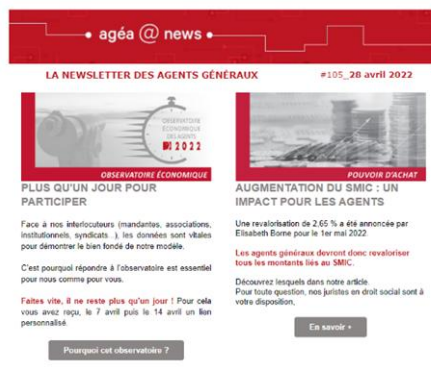 agéa @ news
LA NEWSLETTER DES AGENTS GÉNÉRAUX
#105_28 avril 2022
OBSERVATOIRE
ÉCONOMIQUE
DES AGENTS
2022
OBSERVATOIRE ÉCONOMIQUE
PLUS QU'UN JOUR POUR
PARTICIPER
Face à nos interlocuteurs (mandantes, associations,
institutionnels, syndicats...), les données sont vitales
pour démontrer le bien fondé de notre modèle.
C'est pourquoi répondre à l'observatoire est essentiel
pour nous comme pour vous.
Faites vite, il ne reste plus qu'un jour ! Pour cela
vous avez reçu, le 7 avril puis le 14 avril un lien
personnalisé.
Pourquoi cet observatoire ?
POUVOIR D'ACHAT
AUGMENTATION DU SMIC : UN
IMPACT POUR LES AGENTS
Une revalorisation de 2,65 % a été annoncée par
Elisabeth Borne pour le 1er mai 2022.
Les agents généraux devront donc revaloriser
tous les montants liés au SMIC.
Découvrez lesquels dans notre article.
Pour toute question, nos juristes en droit social sont à
votre disposition.
En savoir +